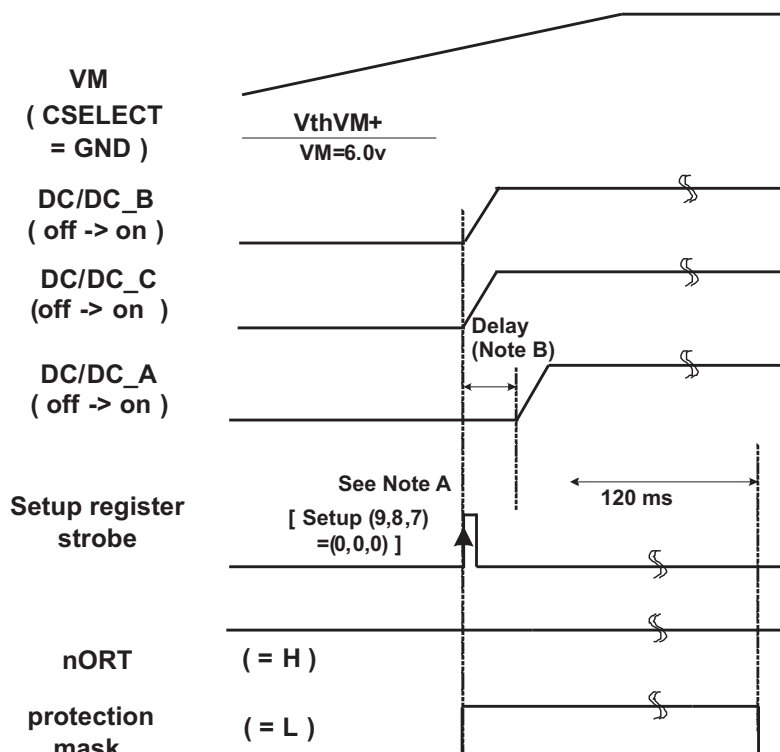 VM
( CSELECT
= GND )
VthVM+
VM=6.0v
DC/DC_B
( off -> on )
DC/DC_C
(off -> on )
Delay
(Note B)
DC/DC_A
( off -> on )
See Note A
120 ms
Setup register
strobe
[ Setup (9,8,7)
=(0,0,0) ]
nORT
( = H )
protection
mask
( = L )